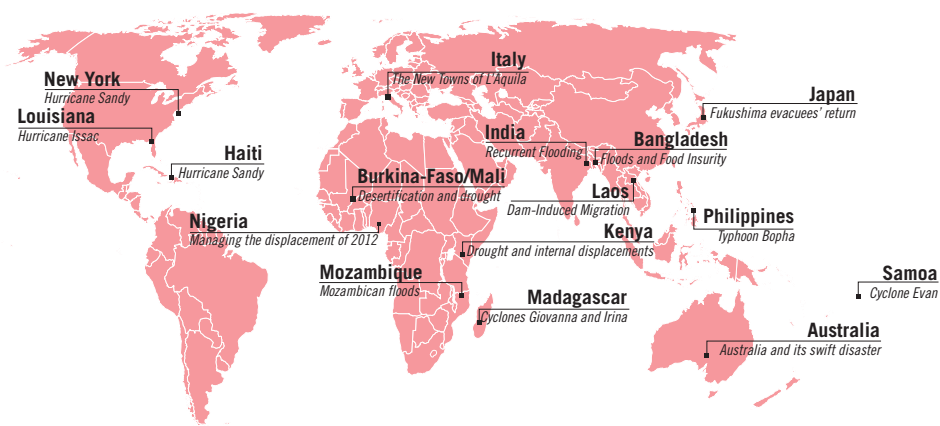 Italy
The New Towns of L'Aquila
New York
Hurricane Sandy
Japan
Fukushima evacuees' return
Louisiana
Hurricane Issac
India
Recurrent Flooding
Bangladesh
Floods and Food Insurity
Haiti
Hurricane Sandy
Burkina-Faso/Mali
Desertification and drought
Laos
Dam-Induced Migration
Nigeria
Managing the displacement of 2012
Philippines
Typhoon Bopha
Kenya
Drought and internal displacements
Mozambique
Mozambican floods
Samoa
Cyclone Evan
Madagascar
Cyclones Giovanna and Irina
Australia
Australia and its swift disaster